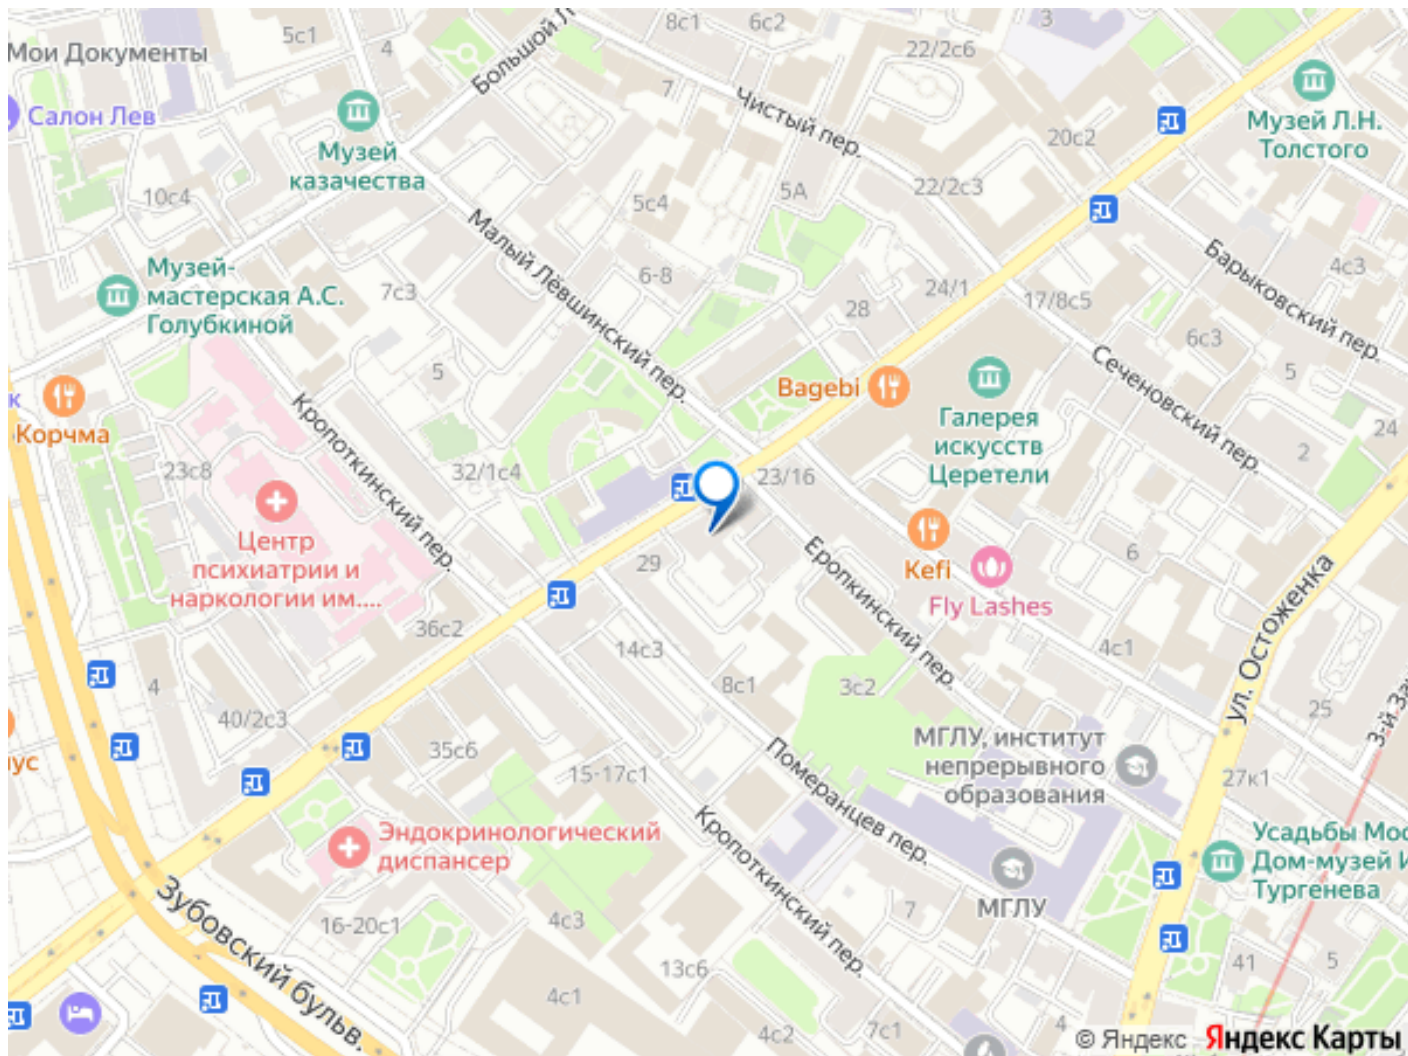 5с1
4
Большой Л
8с1
6с2
3
22/2с6
Мои Документы
Салон Лев
7
Чистый пер.
Музей Л.Н.
Толстого
20с2
Музей
казачества
10с4
5А
22/2с3
5с4
Малый Лёвшинский пер.
6-8
Барыковский пер.
4с3
Музей-
мастерская А.С.
Голубкиной
7с3
28
24/1
17/8с5
6с3
Сеченовский пер.
5
5
к
Корчма
Кропоткинский пер.
Bagebi
Галерея
искусств
Церетели
24
2
23с8
32/1с4
23/16
Центр
психиатрии и
наркологии им....
29
Еропкинский пер.
Kefi
6
Fly Lashes
ул. Остоженка
36с2
14с3
4с1
8с1
3с2
4
40/2с3
25
3-й За
ус
35с6
15-17с1
Померанцев пер.
МГЛУ, институт
непрерывного
образования
27к1
Эндокринологический
диспансер
Кропоткинский пер.
Усадьбы Мос
Дом-музей И
Тургенева
МГЛУ
Зубовский бульв.
16-20с1
4с3
7
13с6
41
5
4с1
4с2
7с1
4
© Яндекс Яндекс Карты